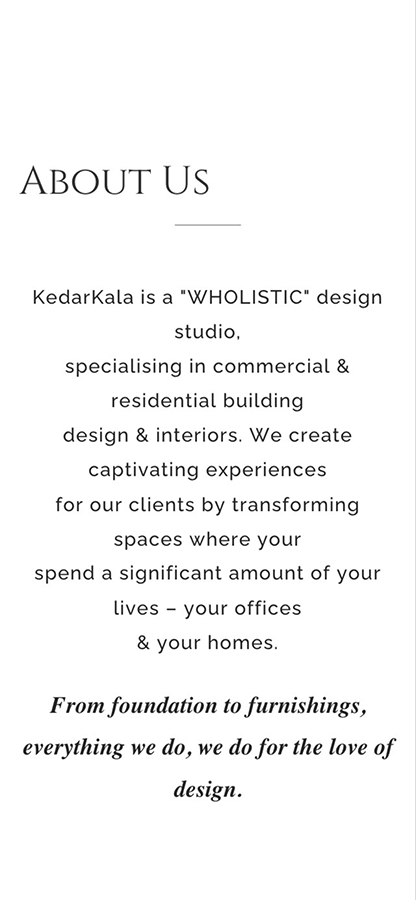 About Us
KedarKala is a "WHOLISTIC" design
studio,
specialising in commercial &
residential building
design & interiors. We create
captivating experiences
for our clients by transforming
spaces where your
spend a significant amount of your
lives – your offices
& your homes.
From foundation to furnishings,
everything we do, we do for the love of
design.